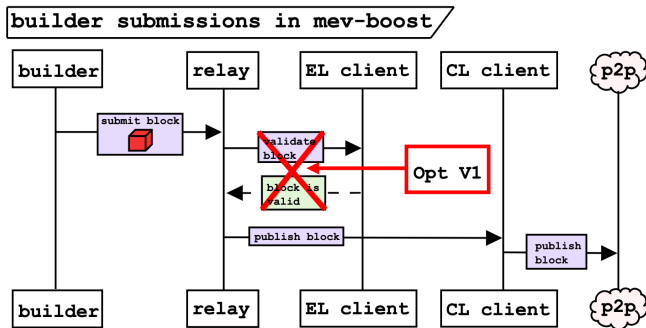 builder submissions in mev-boost
builder
relay
EL client
CL client
p2p
submit block
validate
block
block is
valid
Opt V1
publish block
publish
block
builder
relay
EL client
CL client
p2p